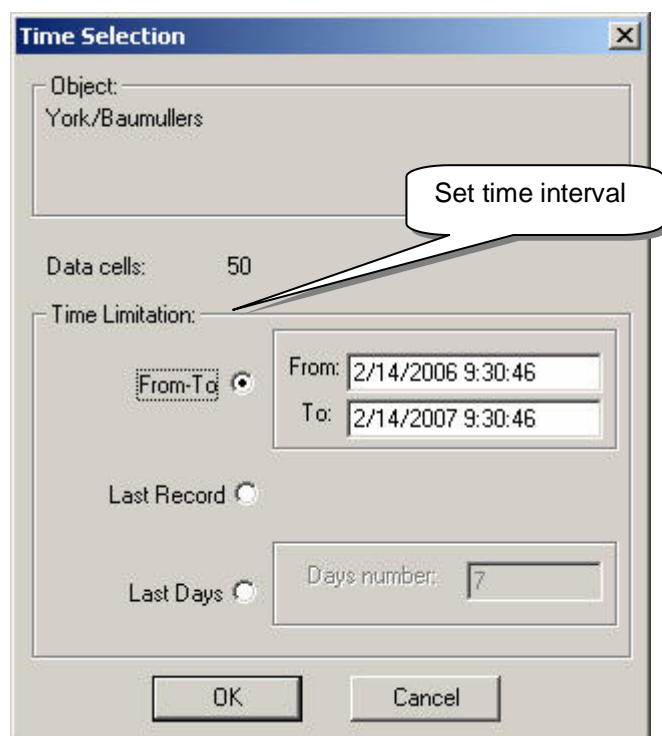 Time Selection
Object:
York/Baumullers
Set time interval
Data cells: 50
Time Limitation:
From-To
From: 2/14/2006 9:30:46
To: 2/14/2007 9:30:46
Last Record
Last Days
Days number: 7
OK Cancel